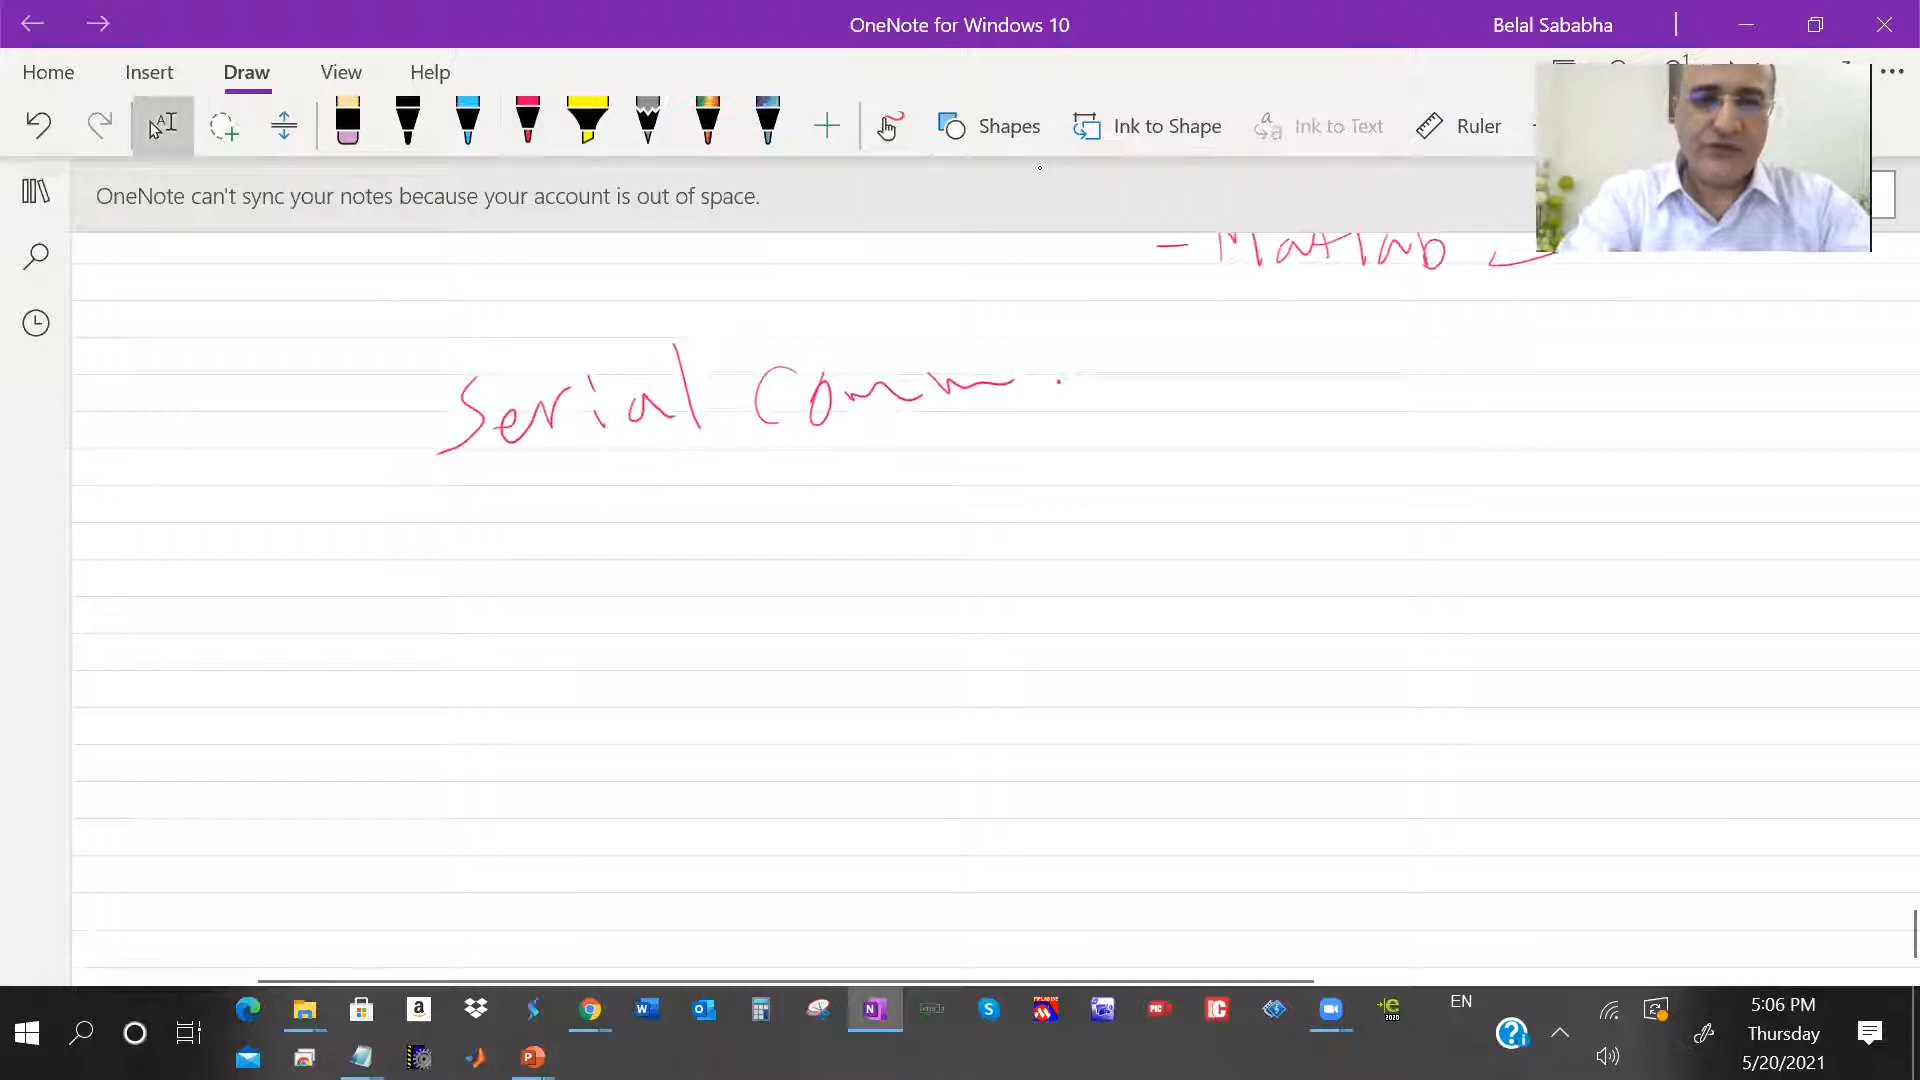 OneNote for Windows 10
Belal Sababha
Home Insert Draw View Help
Shapes Ink to Shape Ink to Text Ruler
OneNote can't sync your notes because your account is out of space.
- Matlab
Serial Comm.
EN
5:06 PM
Thursday
5/20/2021